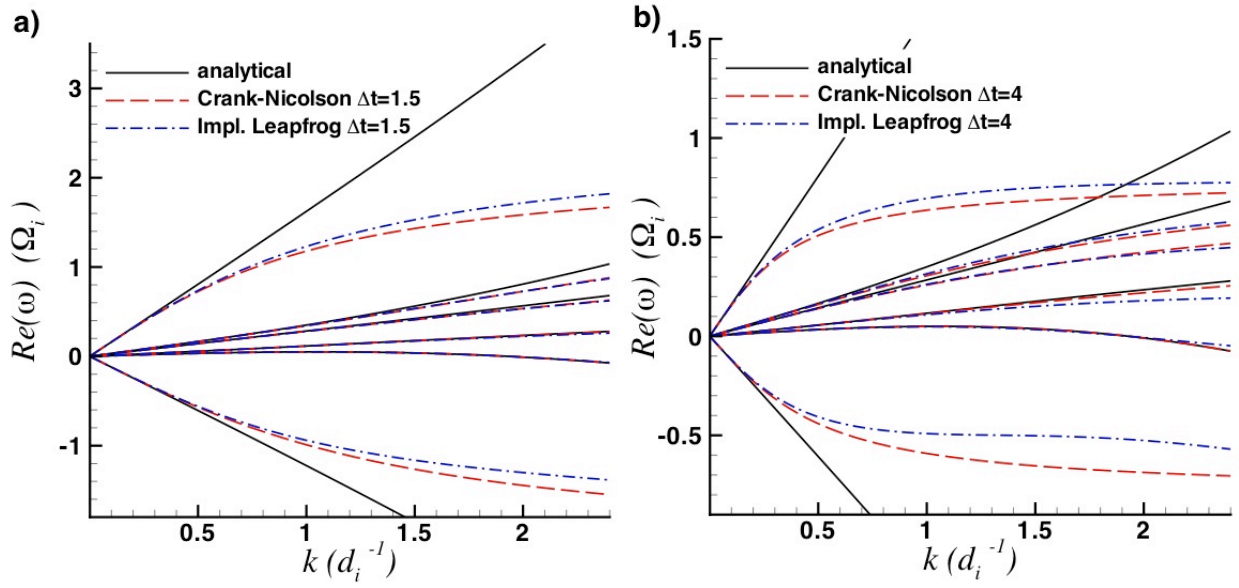 a)
3
2
1
0
-1
0.5
1
1.5
2
Re(ω) (Ωᵢ)
k (dᵢ⁻¹)
analytical
Crank-Nicolson Δt=1.5
Impl. Leapfrog Δt=1.5
b)
1.5
1
0.5
0
-0.5
0.5
1
1.5
2
Re(ω) (Ωᵢ)
k (dᵢ⁻¹)
analytical
Crank-Nicolson Δt=4
Impl. Leapfrog Δt=4